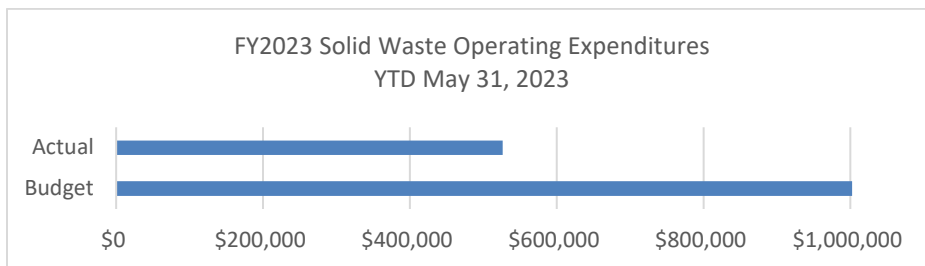 FY2023 Solid Waste Operating Expenditures
YTD May 31, 2023
Actual
Budget
$0 $200,000 $400,000 $600,000 $800,000 $1,000,000